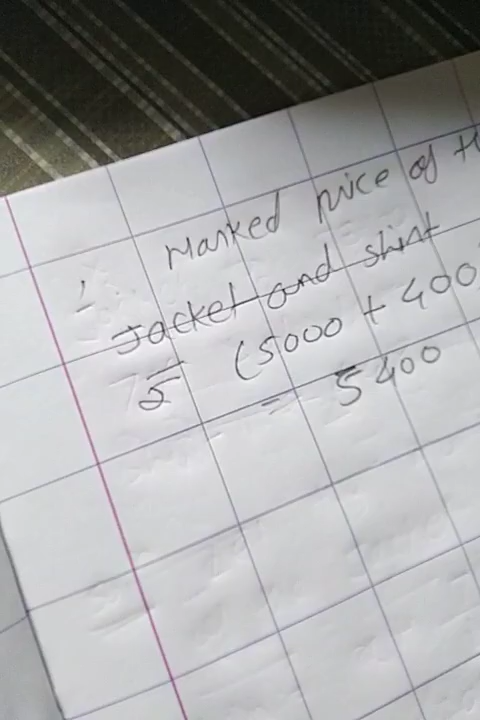 Marked price of
Jacket and shirt
= (5000 + 400
= 5400